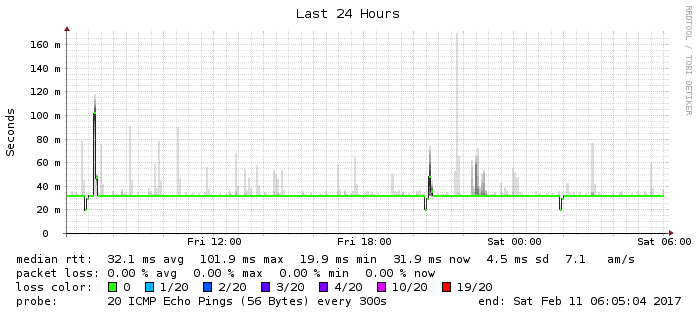 Last 24 Hours
RRDTOOL / TOBI OETIKER
Seconds
160 m
140 m
120 m
100 m
80 m
60 m
40 m
20 m
0
Fri 12:00 Fri 18:00 Sat 00:00 Sat 06:00
median rtt: 32.1 ms avg 101.9 ms max 19.9 ms min 31.9 ms now 4.5 ms sd 7.1 am/s
packet loss: 0.00 % avg 0.00 % max 0.00 % min 0.00 % now
loss color: 0 1/20 2/20 3/20 4/20 10/20 19/20
probe: 20 ICMP Echo Pings (56 Bytes) every 300s end: Sat Feb 11 06:05:04 2017